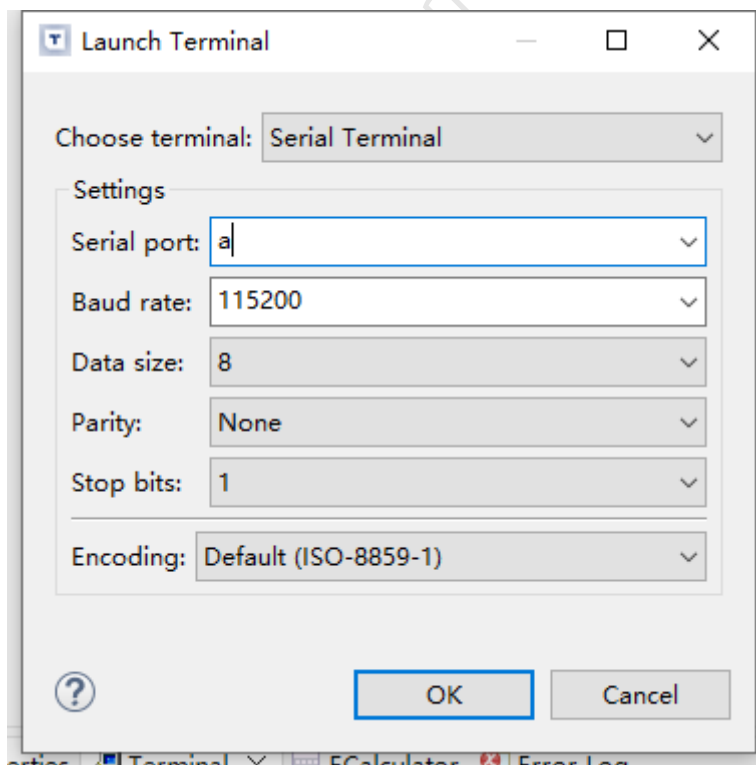 Launch Terminal
Choose terminal: Serial Terminal
Settings
Serial port: a
Baud rate: 115200
Data size: 8
Parity: None
Stop bits: 1
Encoding: Default (ISO-8859-1)
OK Cancel
Terminal Error Log